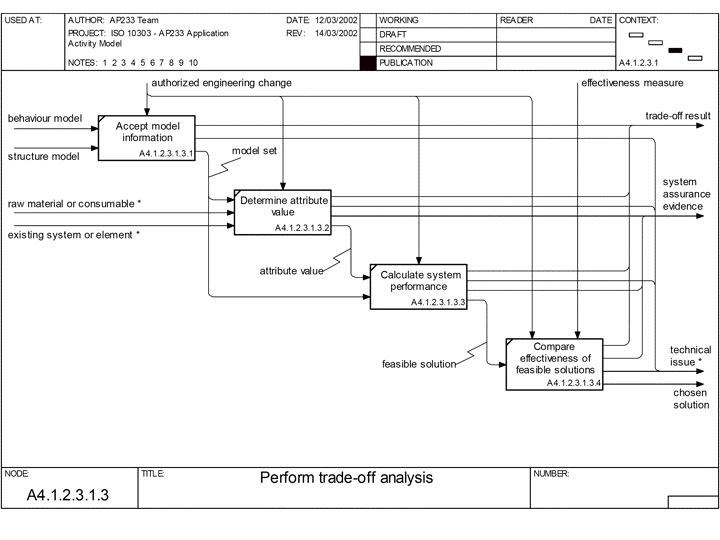 USED AT:
AUTHOR: AP233 Team
DATE: 12/03/2002
PROJECT: ISO 10303 - AP233 Application
REV: 14/03/2002
Activity Model
NOTES: 1 2 3 4 5 6 7 8 9 10
WORKING
DRAFT
RECOMMENDED
PUBLICATION
READER
DATE
CONTEXT:
A4.1.2.3.1
authorized engineering change
effectiveness measure
behaviour model
structure model
Accept model
information
A4.1.2.3.1.3.1
trade-off result
model set
raw material or consumable *
existing system or element *
Determine attribute
value
A4.1.2.3.1.3.2
system
assurance
evidence
attribute value
Calculate system
performance
A4.1.2.3.1.3.3
feasible solution
Compare
effectiveness of
feasible solutions
A4.1.2.3.1.3.4
technical
issue *
chosen
solution
NODE:
A4.1.2.3.1.3
TITLE:
Perform trade-off analysis
NUMBER: